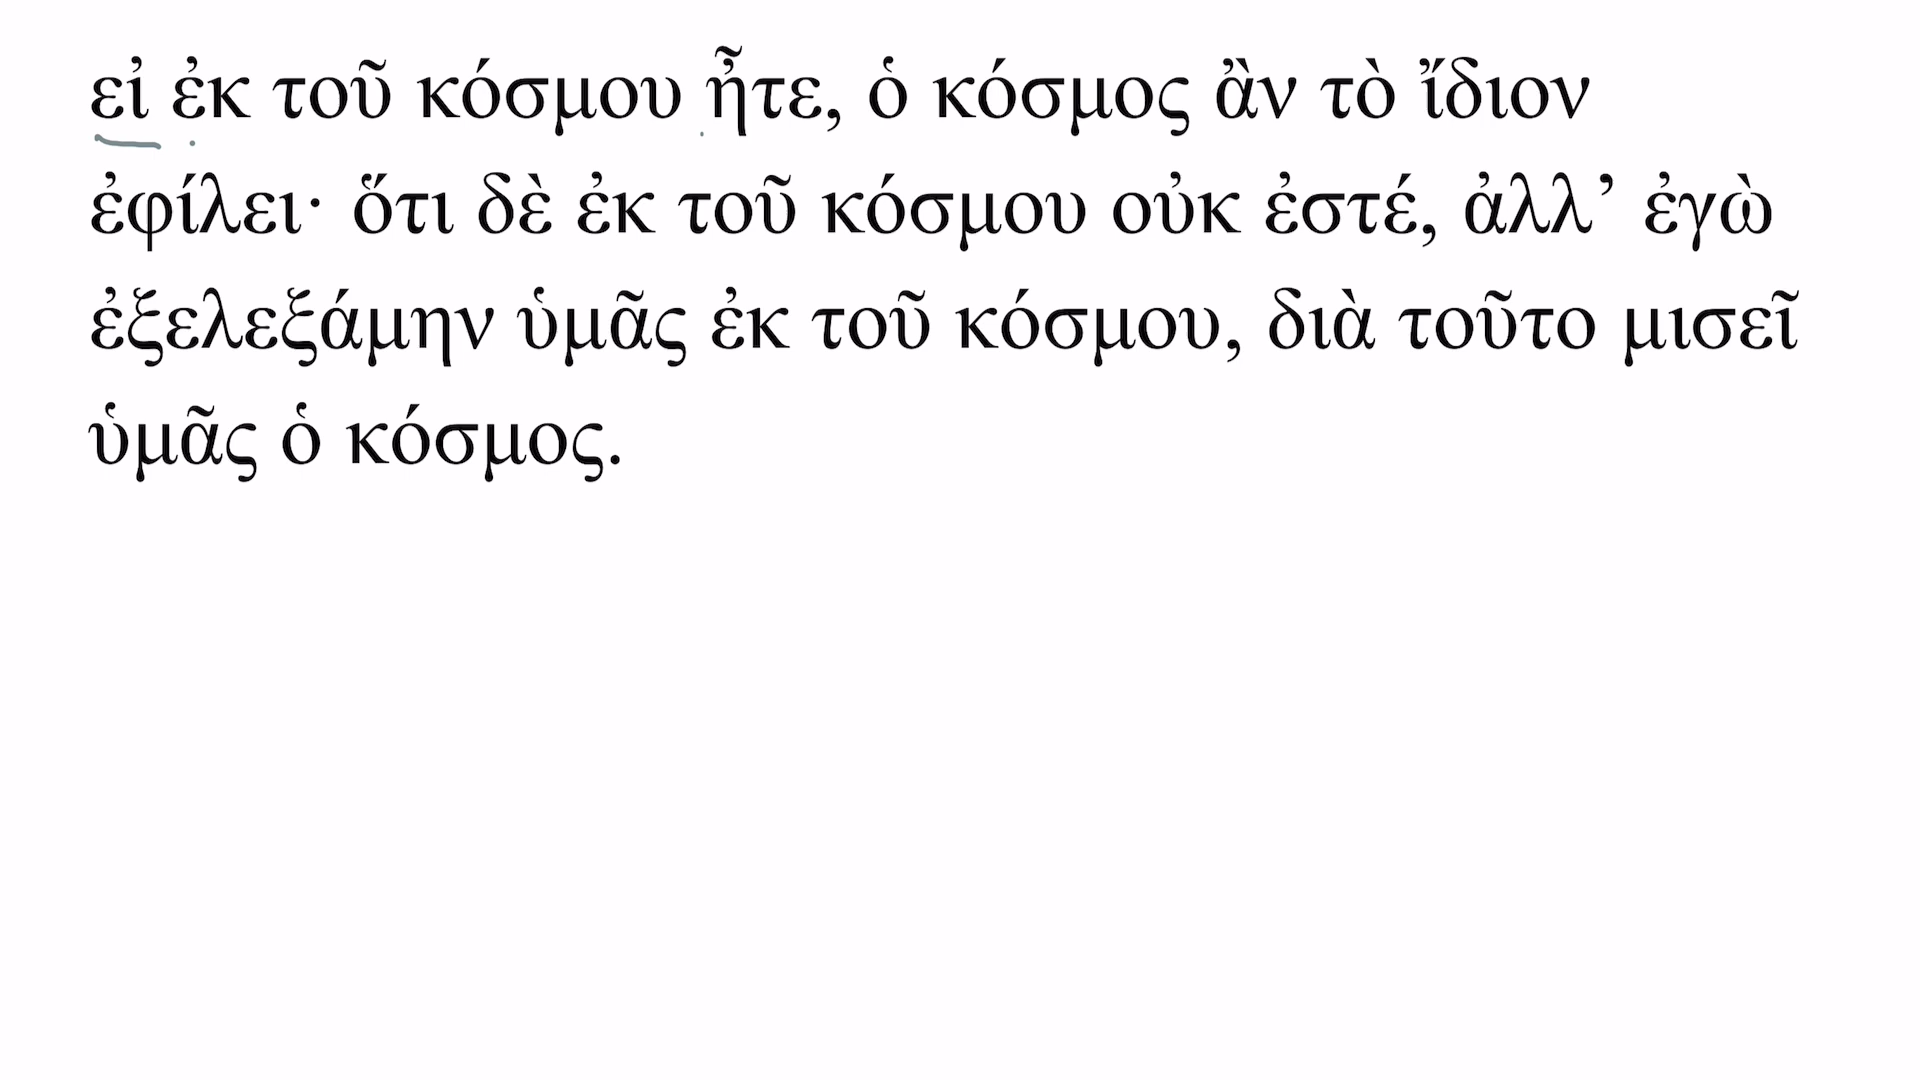 εἰ ἐκ τοῦ κόσμου ἦτε, ὁ κόσμος ἂν τὸ ἴδιον
ἐφίλει· ὅτι δὲ ἐκ τοῦ κόσμου οὐκ ἐστέ, ἀλλ’ ἐγὼ
ἐξελεξάμην ὑμᾶς ἐκ τοῦ κόσμου, διὰ τοῦτο μισεῖ
ὑμᾶς ὁ κόσμος.